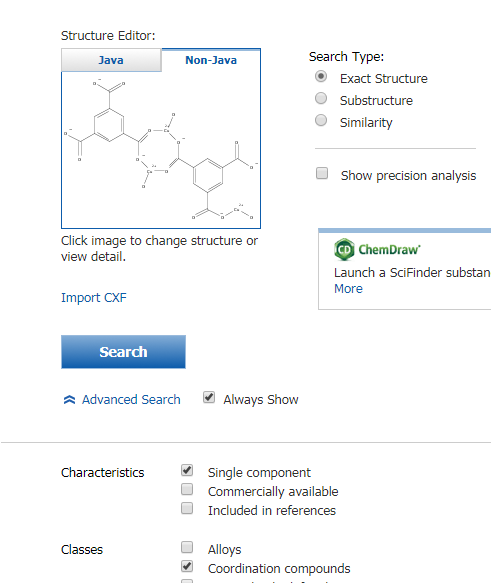 Structure Editor:
Java
Non-Java
Search Type:
Exact Structure
Substructure
Similarity
Show precision analysis
Click image to change structure or
view detail.
ChemDraw
Launch a SciFinder substan
More
Import CXF
Search
Advanced Search
Always Show
Characteristics
Single component
Commercially available
Included in references
Classes
Alloys
Coordination compounds